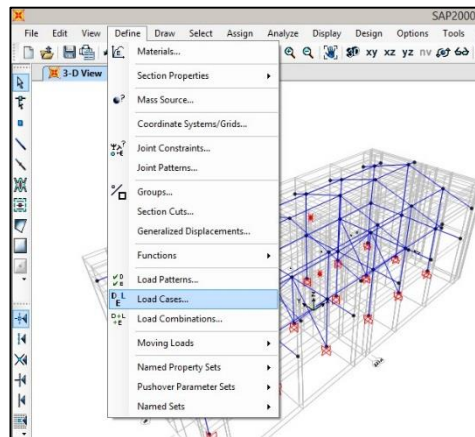 SAP2000
File Edit View Define Draw Select Assign Analyze Display Design Options Tools
xy xz yz nv
3-D View
Materials...
Section Properties
Mass Source...
Coordinate Systems/Grids...
Joint Constraints...
Joint Patterns...
Groups...
Section Cuts...
Generalized Displacements...
Functions
Load Patterns...
Load Cases...
Load Combinations...
Moving Loads
Named Property Sets
Pushover Parameter Sets
Named Sets